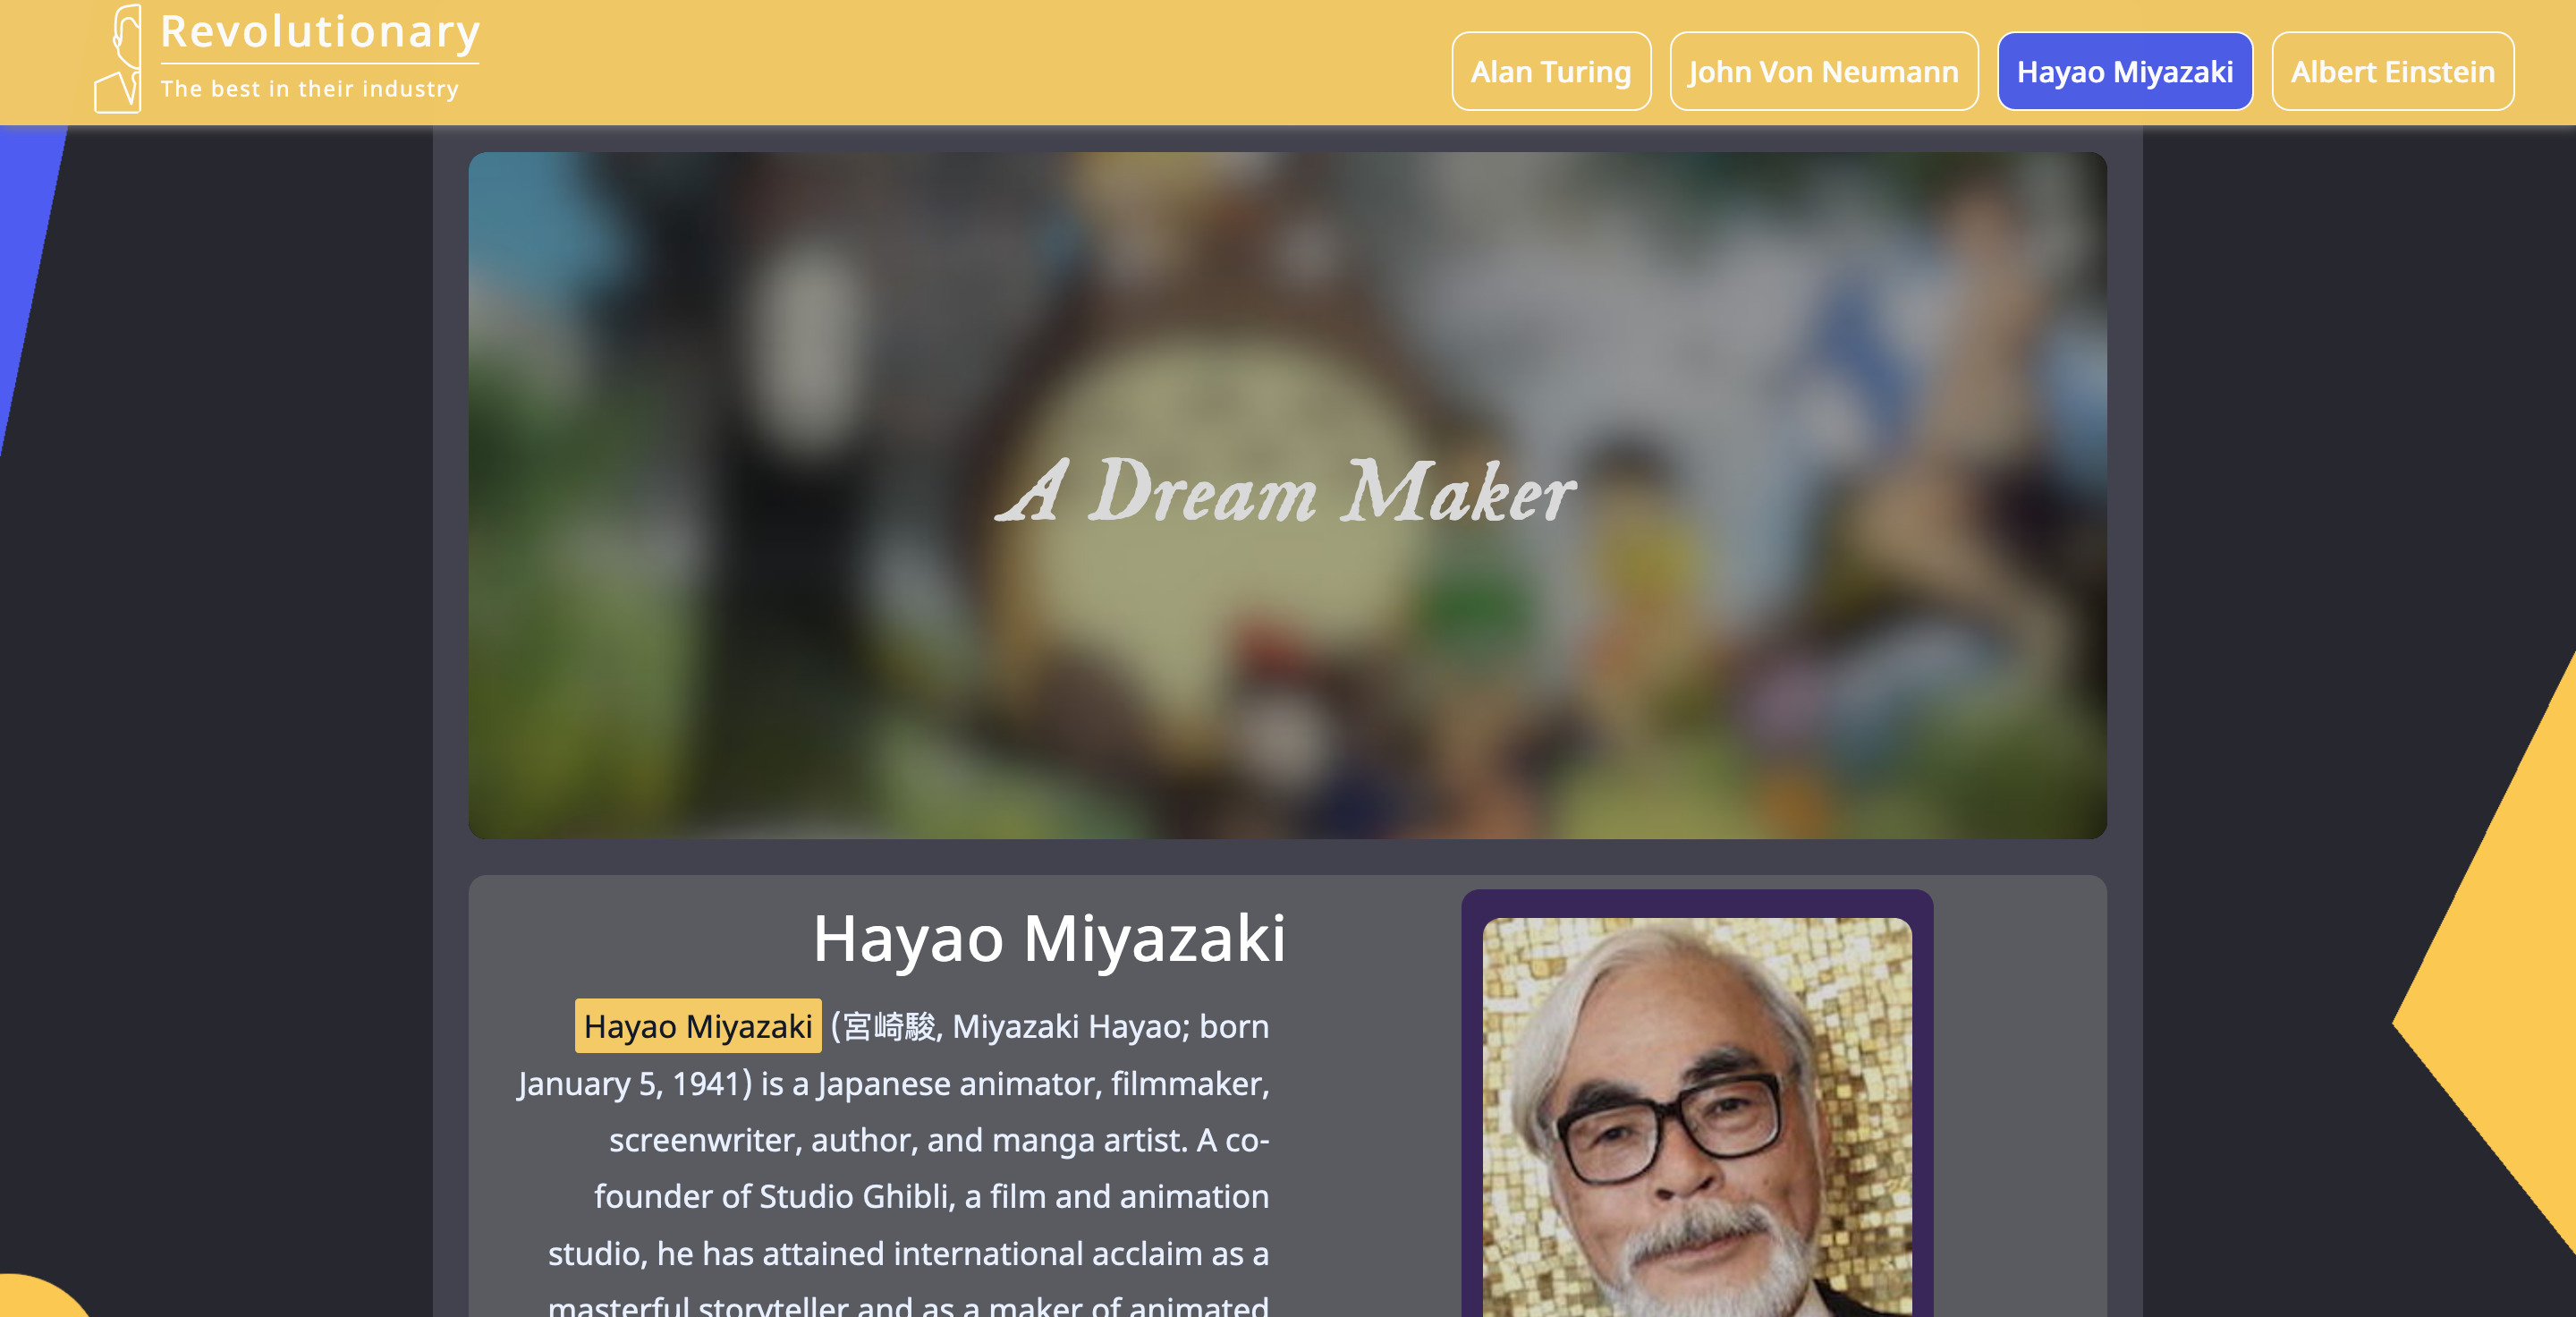 Revolutionary
The best in their industry
Alan Turing
John Von Neumann
Hayao Miyazaki
Albert Einstein
A Dream Maker
Hayao Miyazaki
Hayao Miyazaki (宮崎駿, Miyazaki Hayao; born
January 5, 1941) is a Japanese animator, filmmaker,
screenwriter, author, and manga artist. A co-
founder of Studio Ghibli, a film and animation
studio, he has attained international acclaim as a
masterful storyteller and as a maker of animated